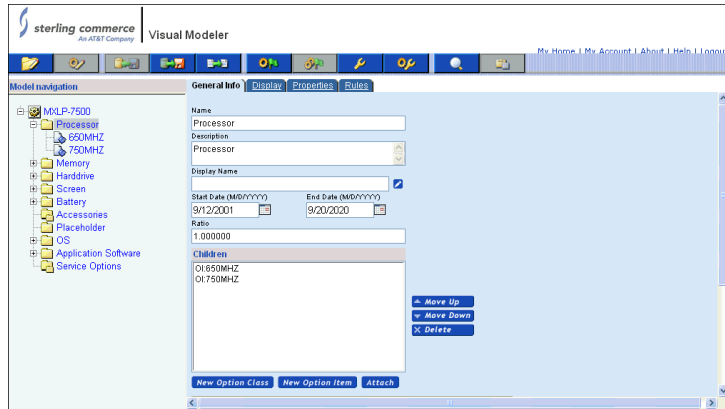 sterling commerce
An AT&T Company
Visual Modeler
My Home | My Account | About | Help | Logout
Model navigation
General Info Display Properties Rules
MXLP-7500
Processor
650MHZ
750MHZ
Memory
Harddrive
Screen
Battery
Accessories
Placeholder
OS
Application Software
Service Options
Name
Processor
Description
Processor
Display Name
Start Date (M/D/YYYY) End Date (M/D/YYYY)
9/12/2001 9/20/2020
Ratio
1.000000
Children
OI:650MHZ
OI:750MHZ
Move Up
Move Down
Delete
New Option Class New Option Item Attach